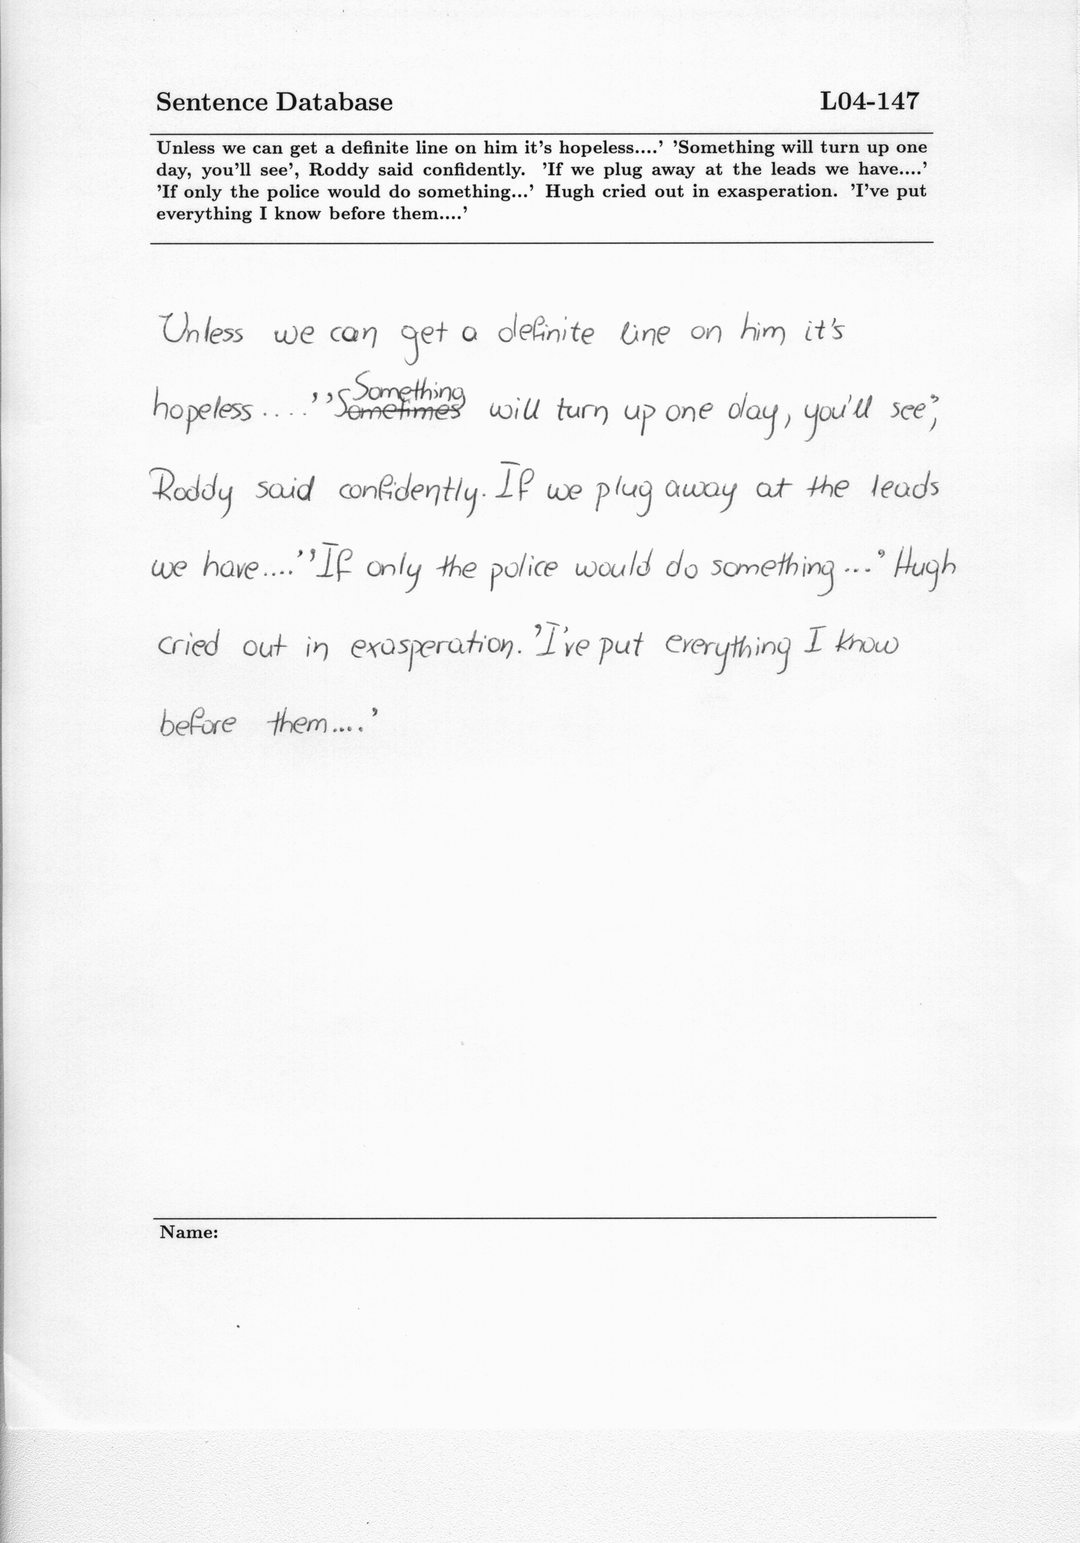 Sentence Database L04-147
Unless we can get a definite line on him it's hopeless....' 'Something will turn up one
day, you'll see', Roddy said confidently. 'If we plug away at the leads we have....'
'If only the police would do something...' Hugh cried out in exasperation. 'I've put
everything I know before them....'
Unless we can get a definite line on him it's
Something
hopeless....' 'Sometimes will turn up one day, you'll see',
Roddy said confidently. If we plug away at the leads
we have....' 'If only the police would do something...' Hugh
cried out in exasperation. 'I've put everything I know
before them....'
Name: